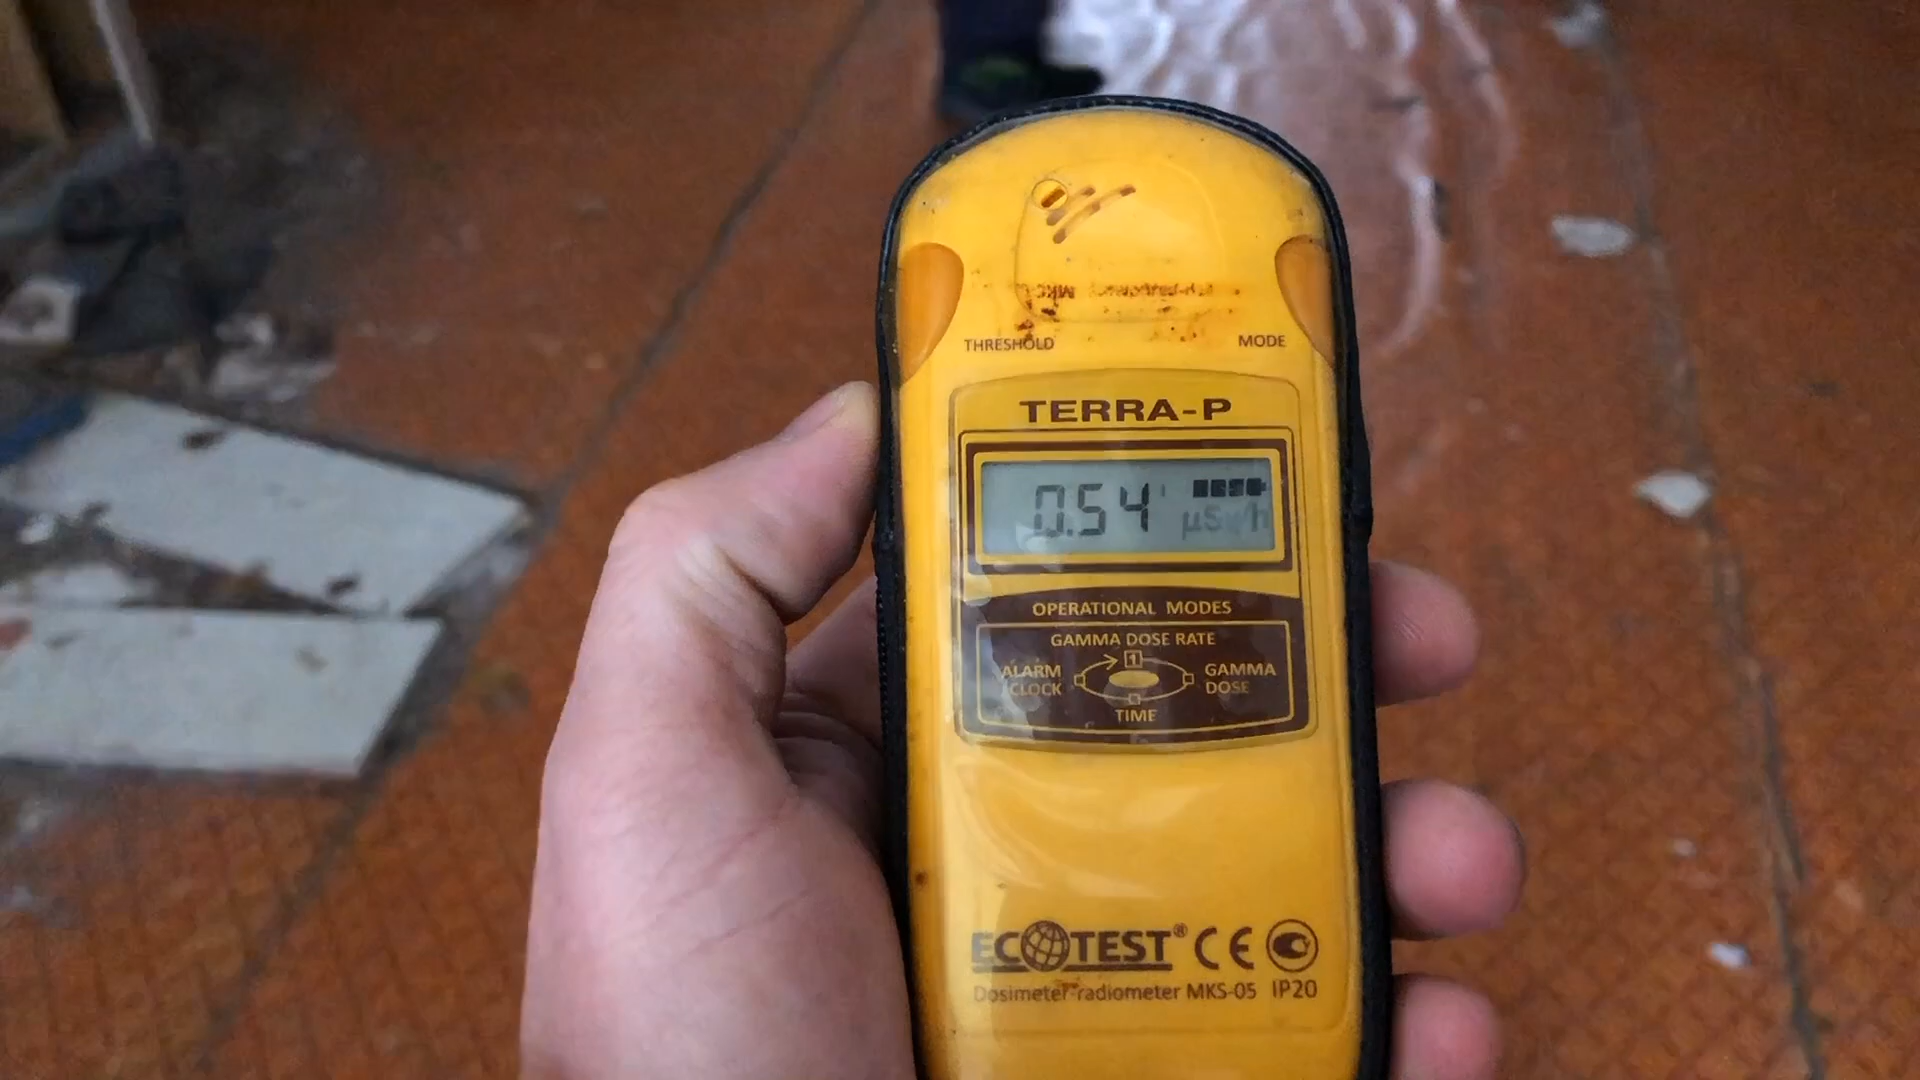 THRESHOLD MODE
TERRA-P
0.54 µSv/h
OPERATIONAL MODES
GAMMA DOSE RATE
1
ALARM CLOCK
GAMMA DOSE
TIME
ECOTEST® CE
Dosimeter-radiometer MKS-05 IP20